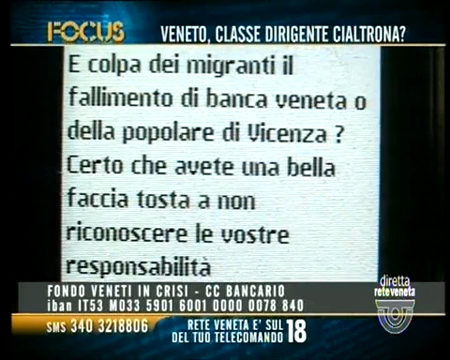 FOCUS
VENETO, CLASSE DIRIGENTE CIALTRONA?
E colpa dei migranti il
fallimento di banca veneta o
della popolare di Vicenza ?
Certo che avete una bella
faccia tosta a non
riconoscere le vostre
responsabilità
diretta
reteveneta
FONDO VENETI IN CRISI - CC BANCARIO
iban IT53 M033 5901 6001 0000 0078 840
SMS 340 3218806
RETE VENETA E' SUL
DEL TUO TELECOMANDO 18